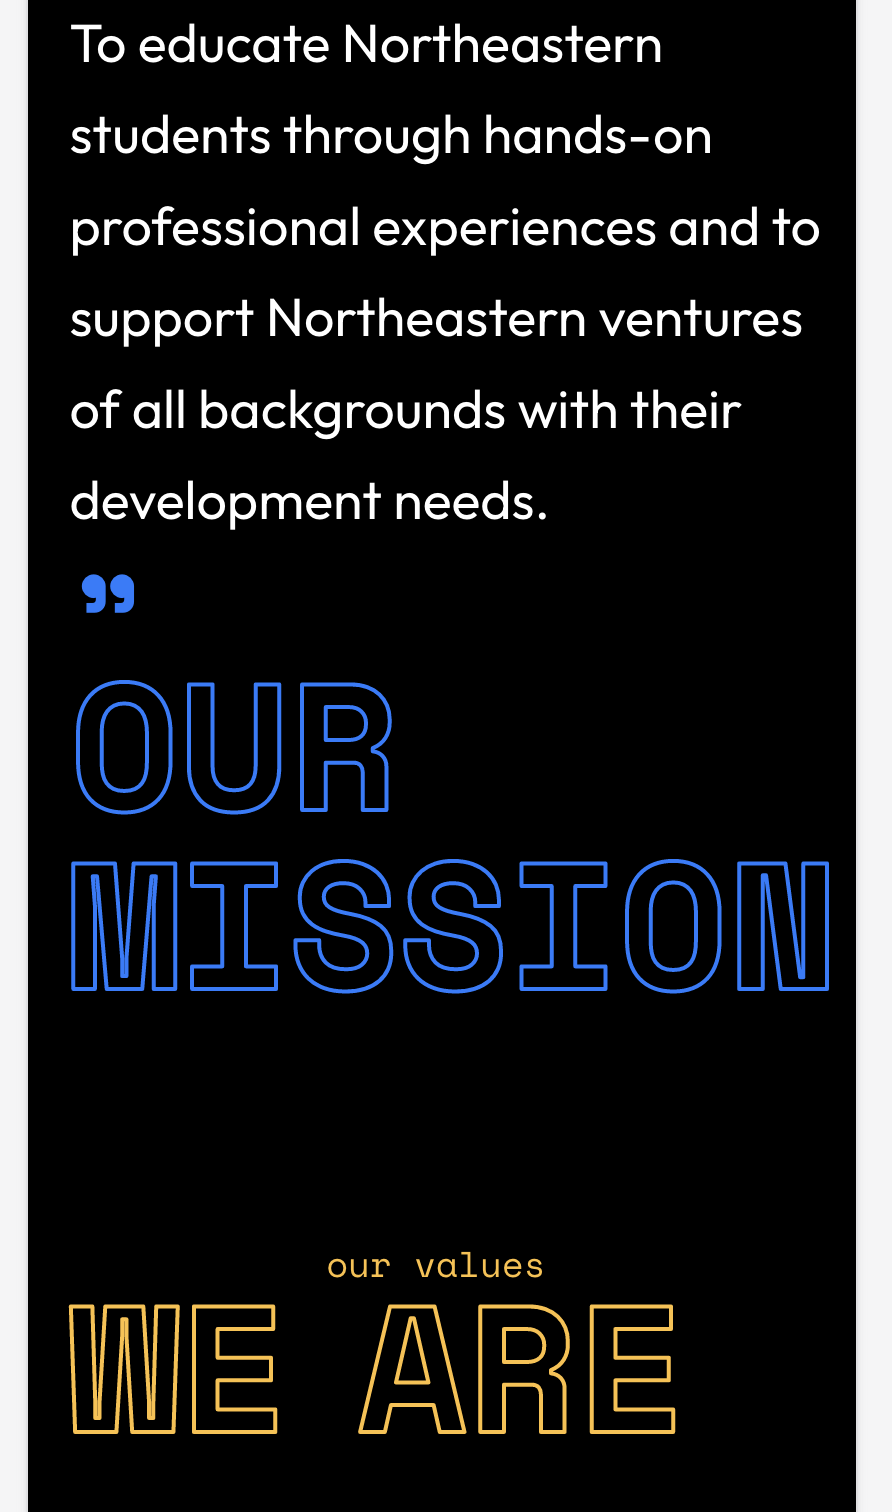 To educate Northeastern
students through hands-on
professional experiences and to
support Northeastern ventures
of all backgrounds with their
development needs.
”
OUR
MISSION
our values
WE ARE